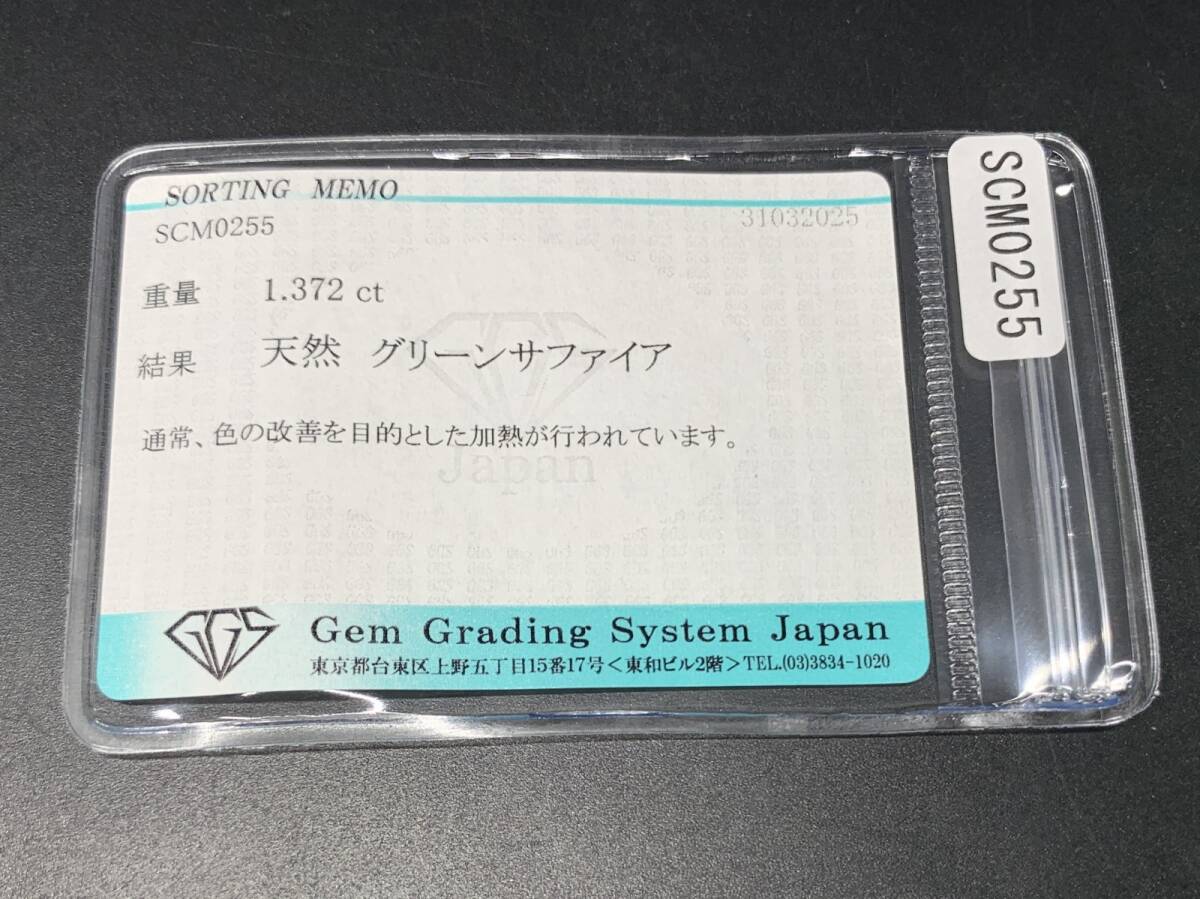 SORTING MEMO
SCM0255 31032025
重量 1.372 ct
結果 天然 グリーンサファイア
通常、色の改善を目的とした加熱が行われています。
Japan
GGS Gem Grading System Japan
東京都台東区上野五丁目15番17号<東和ビル2階>TEL.(03)3834-1020
SCM0255